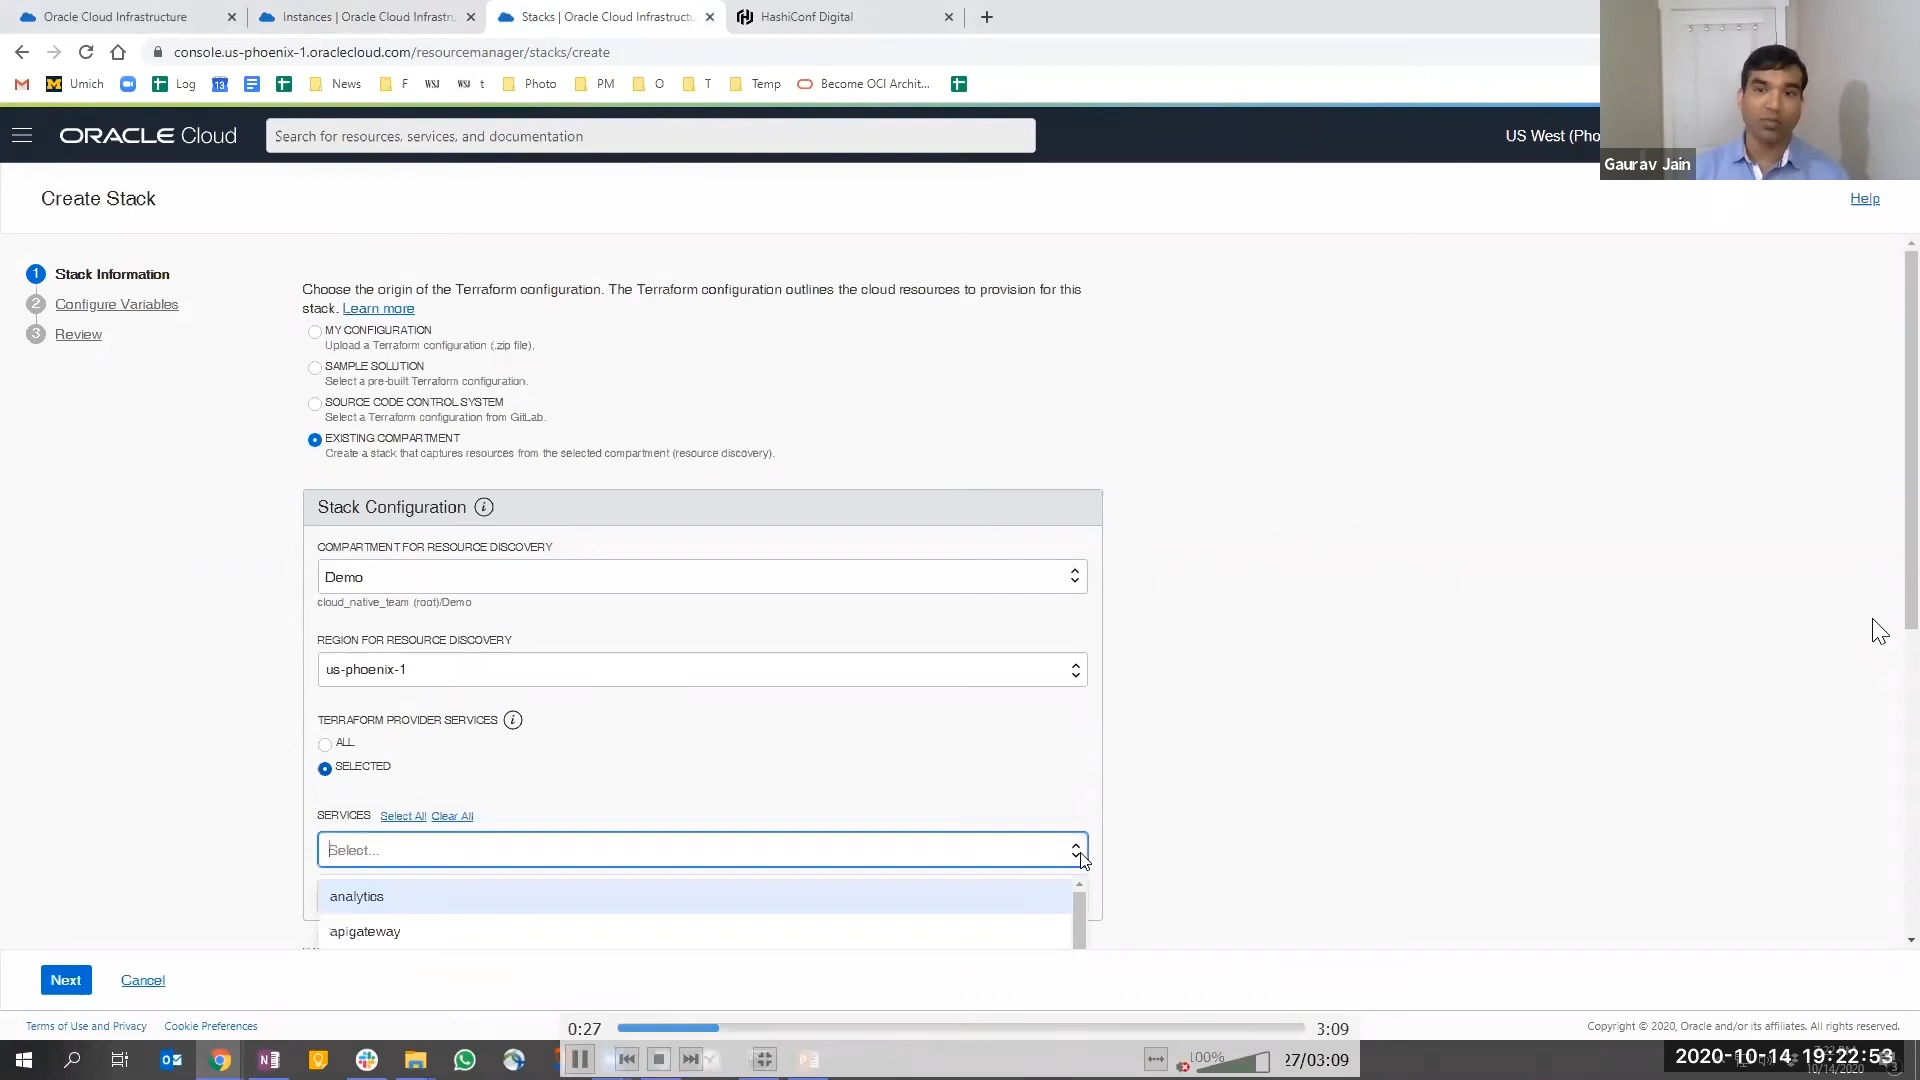 Oracle Cloud Infrastructure
Instances | Oracle Cloud Infrastr
Stacks | Oracle Cloud Infrastruct
HashiConf Digital
console.us-phoenix-1.oraclecloud.com/resourcemanager/stacks/create
Umich
Log
13
News
F
WSJ
WSJ t
Photo
PM
O
T
Temp
Become OCI Archit...
ORACLE Cloud
Search for resources, services, and documentation
US West (Pho
Gaurav Jain
Create Stack
Help
1 Stack Information
2 Configure Variables
3 Review
Choose the origin of the Terraform configuration. The Terraform configuration outlines the cloud resources to provision for this
stack. Learn more
MY CONFIGURATION
Upload a Terraform configuration (.zip file).
SAMPLE SOLUTION
Select a pre-built Terraform configuration.
SOURCE CODE CONTROL SYSTEM
Select a Terraform configuration from GitLab.
EXISTING COMPARTMENT
Create a stack that captures resources from the selected compartment (resource discovery).
Stack Configuration
COMPARTMENT FOR RESOURCE DISCOVERY
Demo
cloud_native_team (root)/Demo
REGION FOR RESOURCE DISCOVERY
us-phoenix-1
TERRAFORM PROVIDER SERVICES
ALL
SELECTED
SERVICES Select All Clear All
Select...
analytics
apigateway
Next
Cancel
Terms of Use and Privacy
Cookie Preferences
0:27
3:09
Copyright © 2020, Oracle and/or its affiliates. All rights reserved.
100%
27/03:09
2020-10-14 19:22:53
10/14/2020